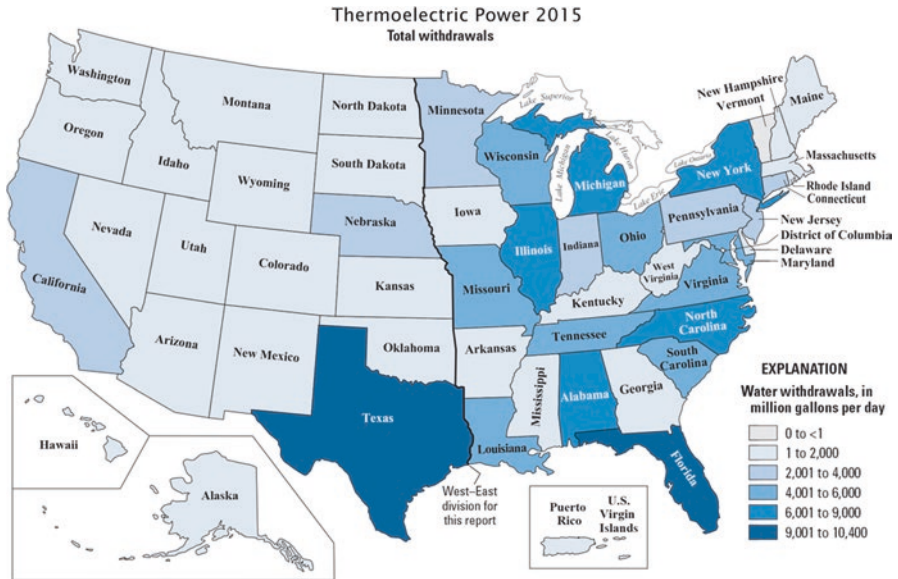 Thermoelectric Power 2015
Total withdrawals
Washington
Oregon
California
Nevada
Idaho
Montana
Wyoming
Utah
Arizona
Colorado
New Mexico
North Dakota
South Dakota
Nebraska
Kansas
Oklahoma
Texas
Minnesota
Iowa
Missouri
Arkansas
Louisiana
Wisconsin
Illinois
Michigan
Indiana
Ohio
Kentucky
Tennessee
Mississippi
Alabama
Georgia
Florida
South
Carolina
North
Carolina
Virginia
West
Virginia
Pennsylvania
New York
New Hampshire
Vermont
Maine
Massachusetts
Rhode Island
Connecticut
New Jersey
District of Columbia
Delaware
Maryland
Lake Superior
Lake Michigan
Lake Huron
Lake Erie
Lake Ontario
Hawaii
Alaska
West–East
division for
this report
Puerto
Rico
U.S.
Virgin
Islands
EXPLANATION
Water withdrawals, in
million gallons per day
0 to <1
1 to 2,000
2,001 to 4,000
4,001 to 6,000
6,001 to 9,000
9,001 to 10,400